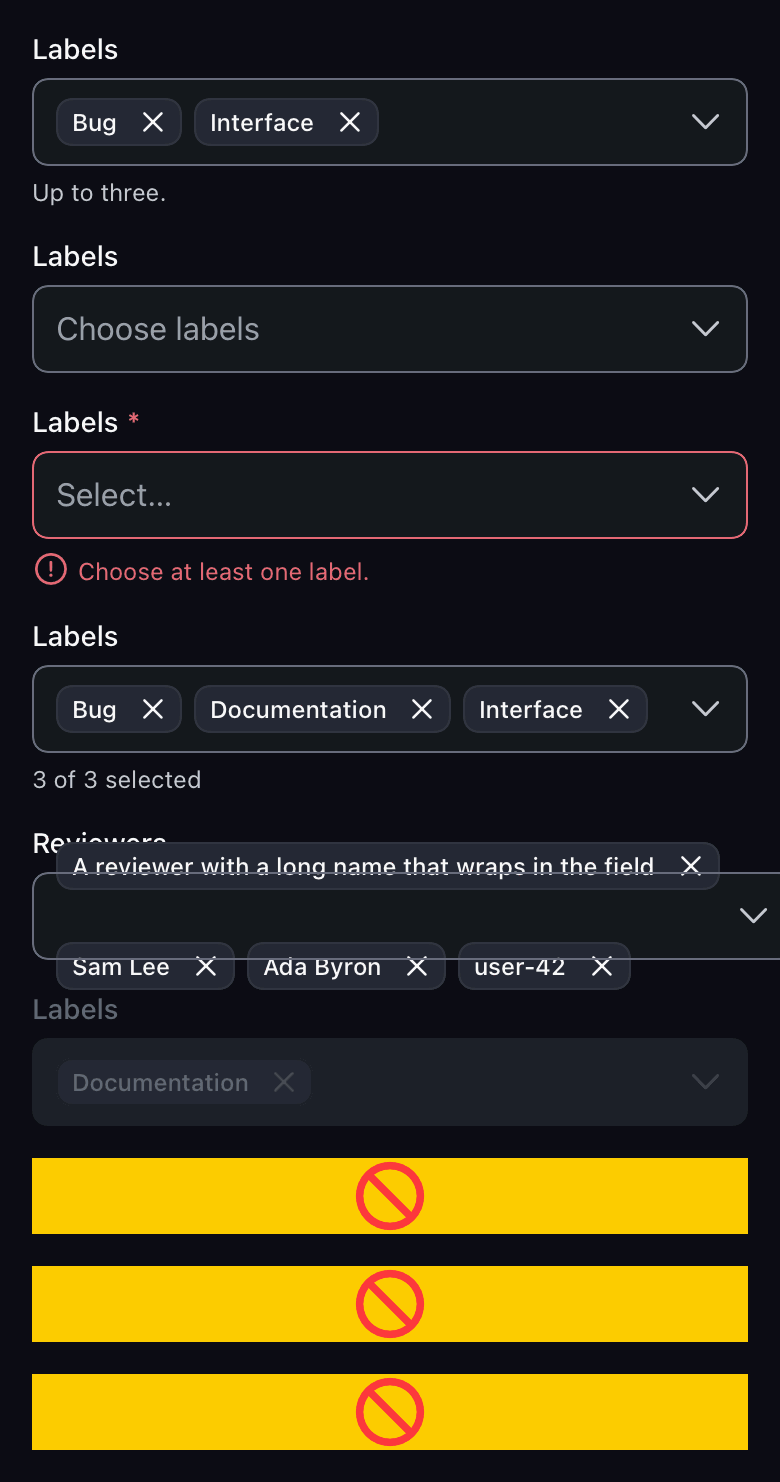 Labels
Bug Interface
Up to three.
Labels
Choose labels
Labels *
Select...
Choose at least one label.
Labels
Bug Documentation Interface
3 of 3 selected
Reviewers
A reviewer with a long name that wraps in the field
Sam Lee Ada Byron user-42
Labels
Documentation